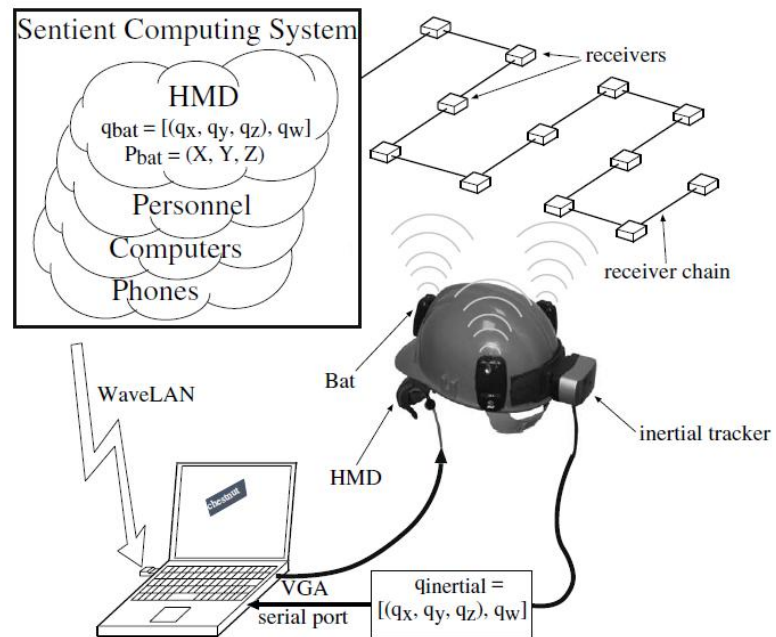 Sentient Computing System
HMD
qbat = [(qx, qy, qz), qw]
Pbat = (X, Y, Z)
Personnel
Computers
Phones
receivers
receiver chain
Bat
HMD
inertial tracker
WaveLAN
chestnut
VGA
serial port
qinertial =
[(qx, qy, qz), qw]